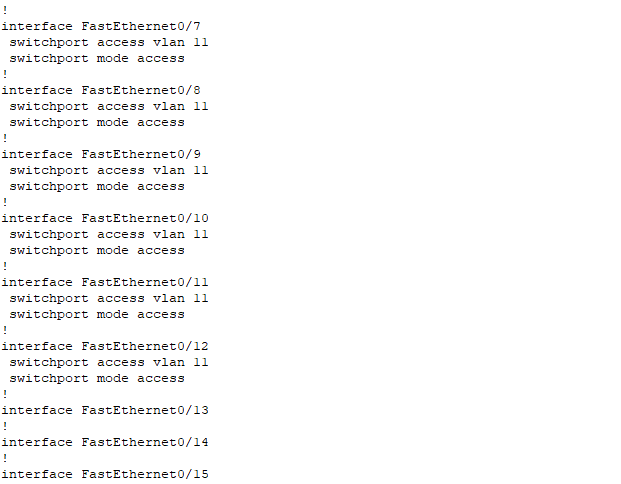 !
interface FastEthernet0/7
 switchport access vlan 11
 switchport mode access
!
interface FastEthernet0/8
 switchport access vlan 11
 switchport mode access
!
interface FastEthernet0/9
 switchport access vlan 11
 switchport mode access
!
interface FastEthernet0/10
 switchport access vlan 11
 switchport mode access
!
interface FastEthernet0/11
 switchport access vlan 11
 switchport mode access
!
interface FastEthernet0/12
 switchport access vlan 11
 switchport mode access
!
interface FastEthernet0/13
!
interface FastEthernet0/14
!
interface FastEthernet0/15